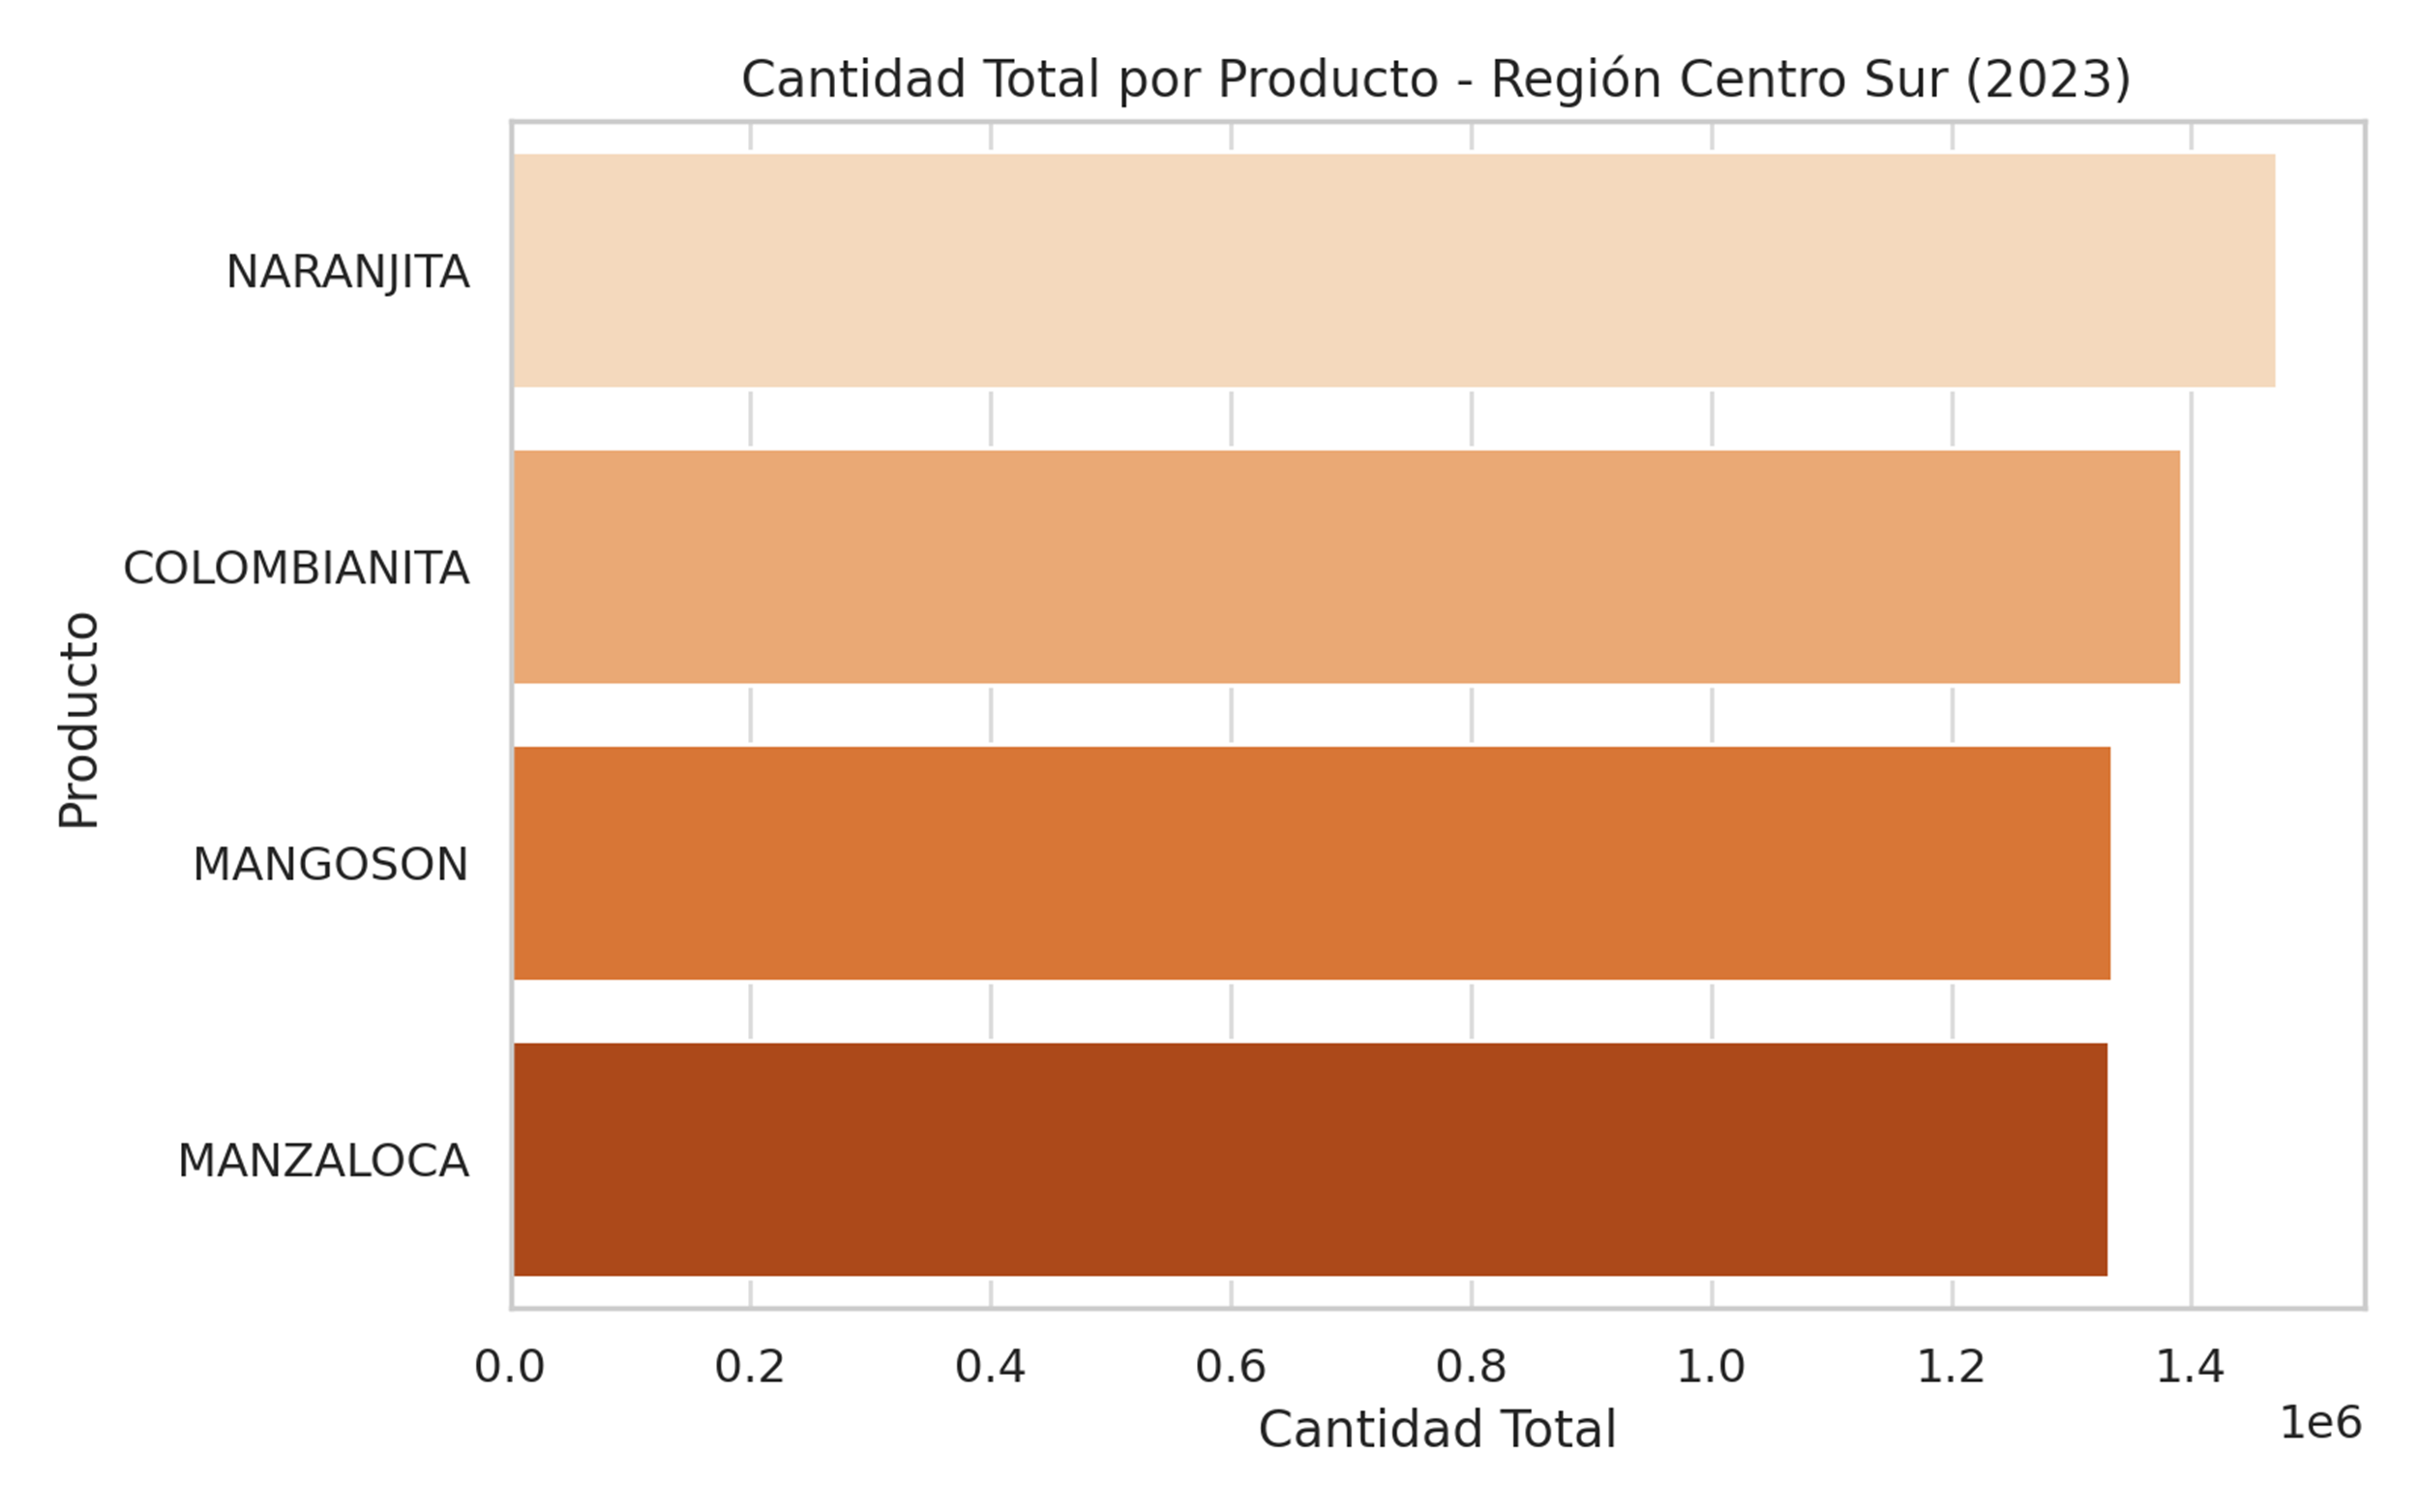 Cantidad Total por Producto - Región Centro Sur (2023)
Producto
NARANJITA
COLOMBIANITA
MANGOSON
MANZALOCA
0.0 0.2 0.4 0.6 0.8 1.0 1.2 1.4
1e6
Cantidad Total